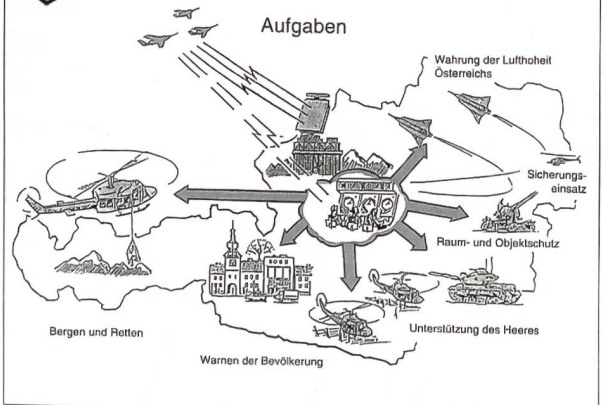 Aufgaben
Wahrung der Lufthoheit
Österreichs
Sicherungs-
einsatz
Raum- und Objektschutz
Unterstützung des Heeres
Bergen und Retten
Warnen der Bevölkerung